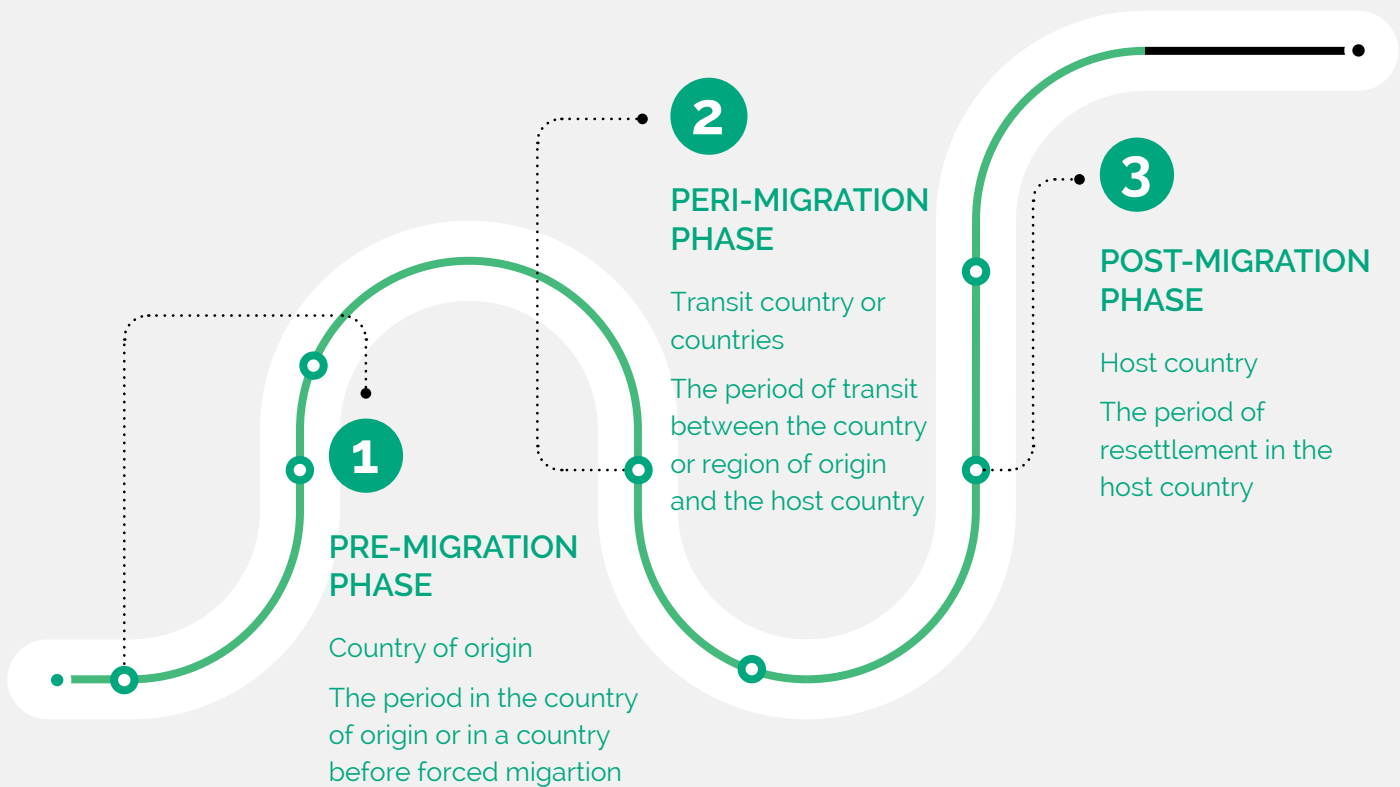 1
PRE-MIGRATION
PHASE
Country of origin
The period in the country
of origin or in a country
before forced migartion
2
PERI-MIGRATION
PHASE
Transit country or
countries
The period of transit
between the country
or region of origin
and the host country
3
POST-MIGRATION
PHASE
Host country
The period of
resettlement in the
host country